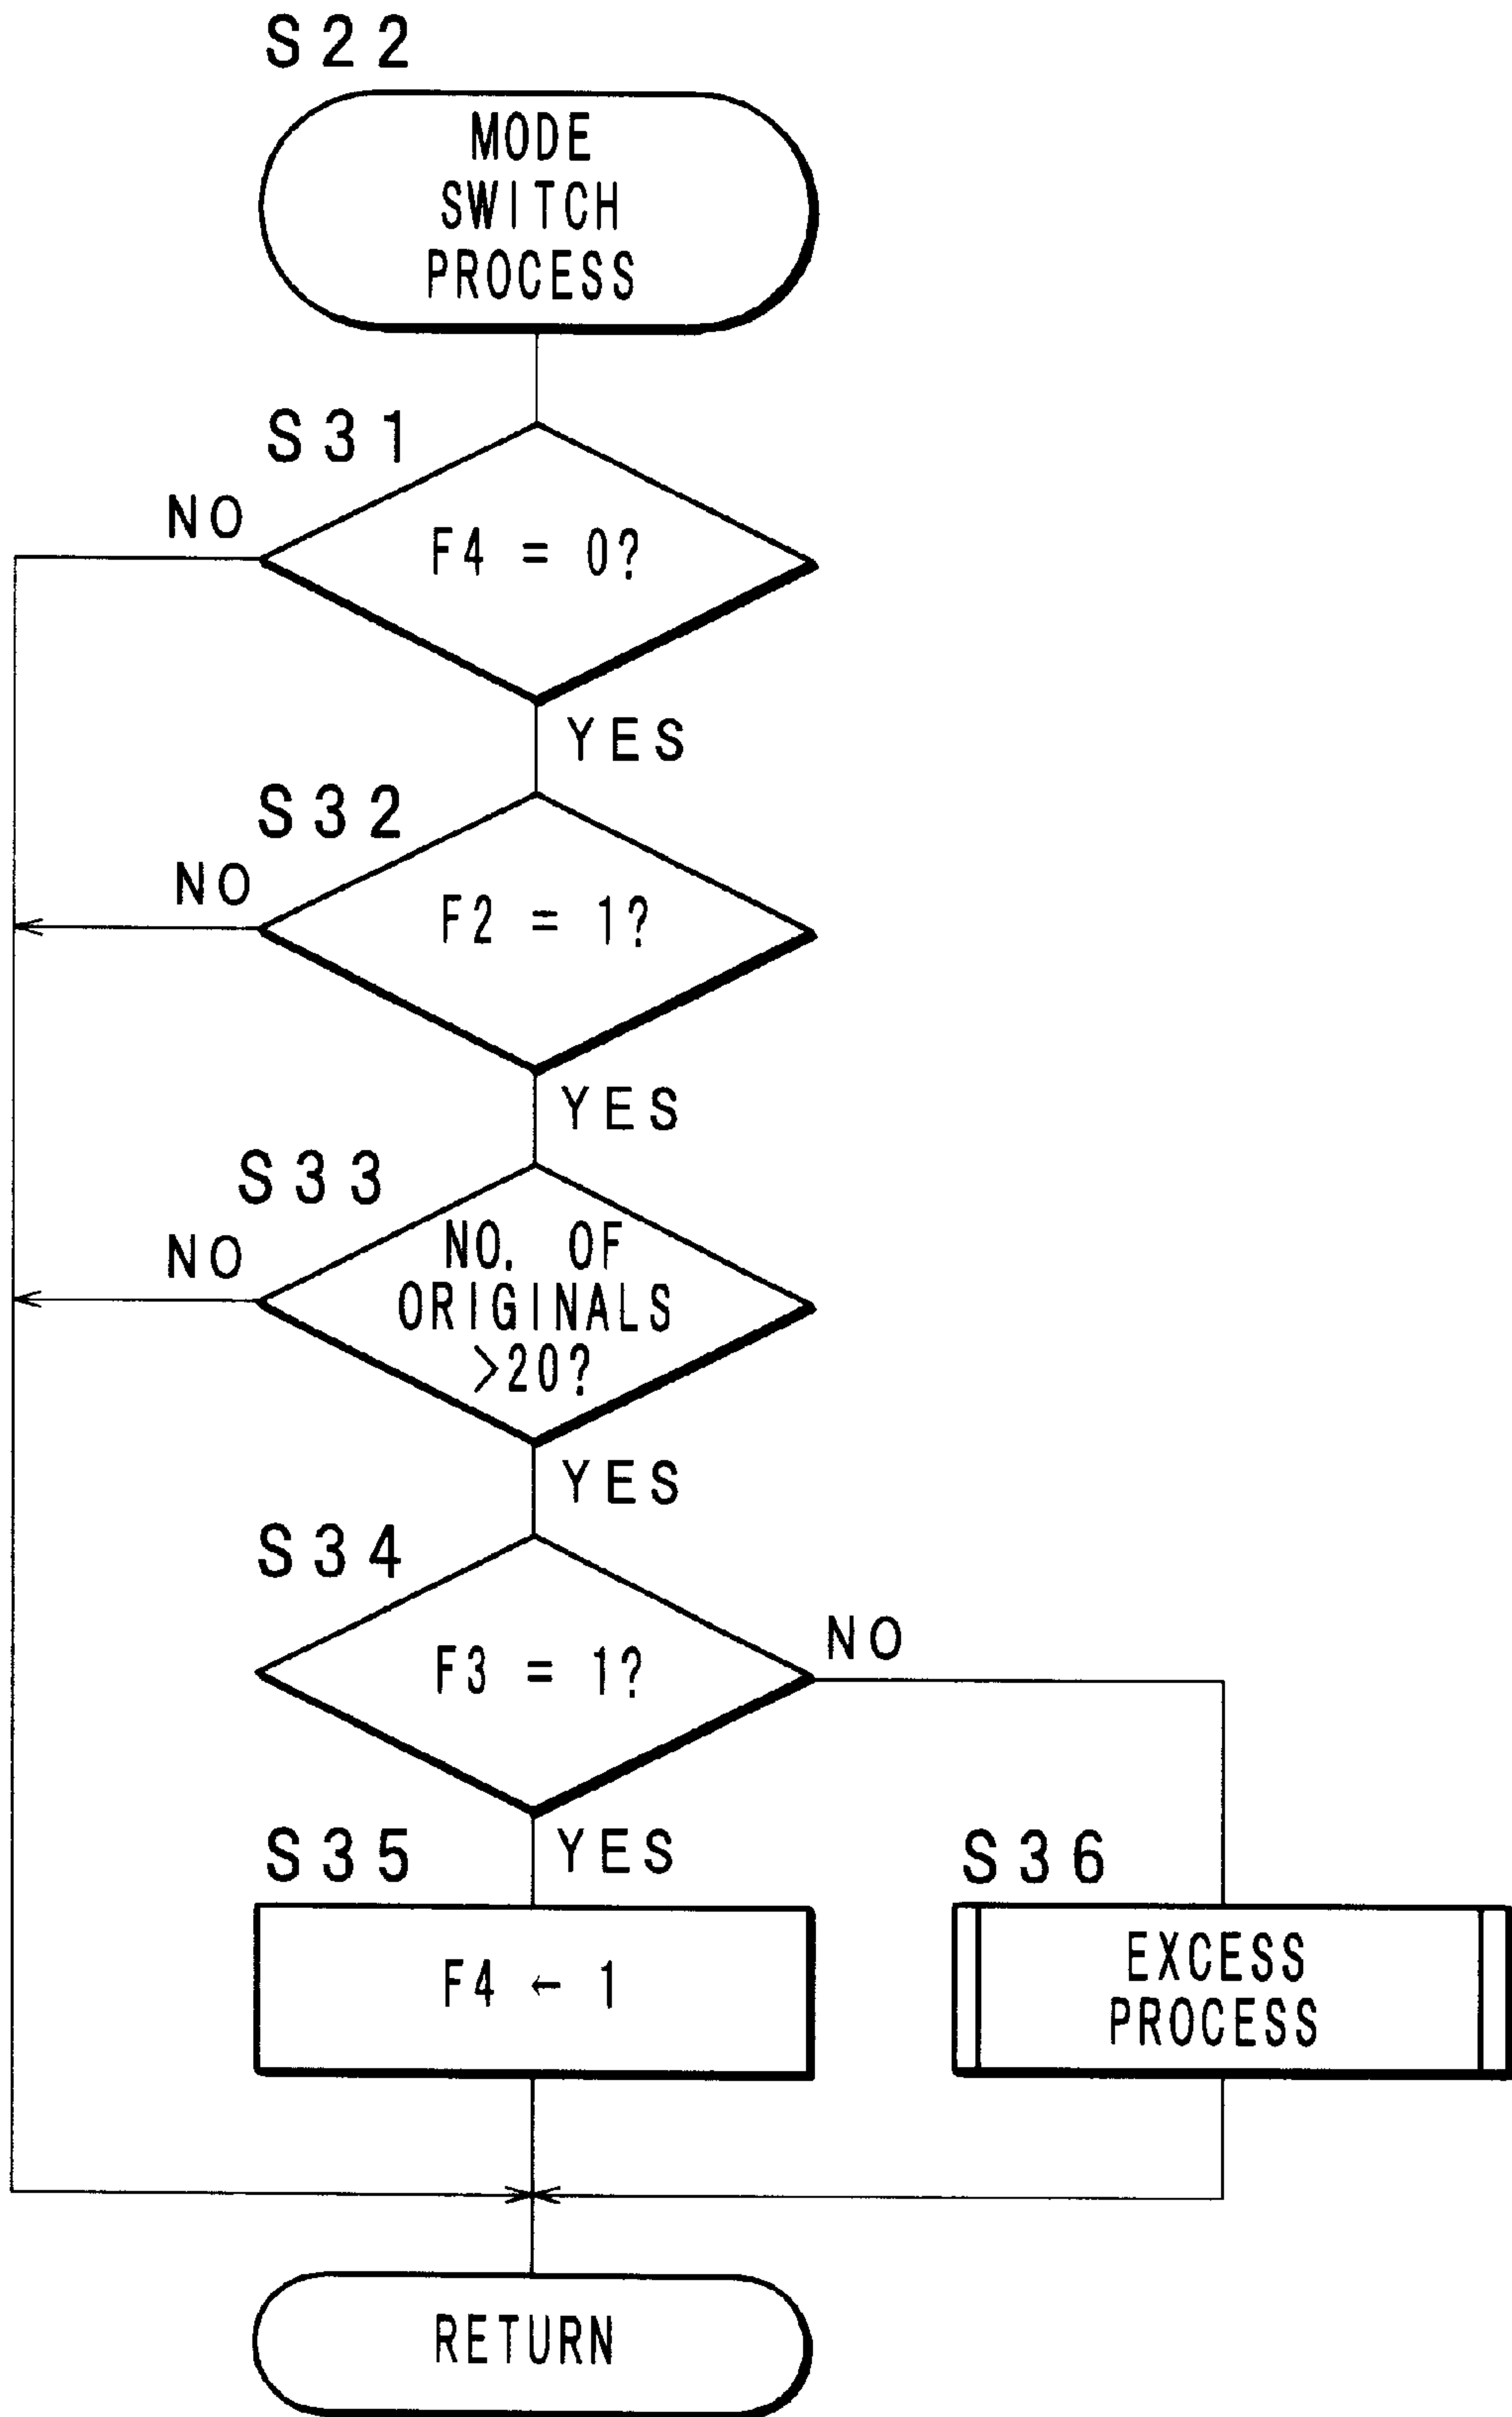 S22
MODE
SWITCH
PROCESS
S31
NO
F4 = 0?
YES
S32
NO
F2 = 1?
YES
S33
NO
NO. OF
ORIGINALS
>20?
YES
S34
NO
F3 = 1?
YES
S35
F4 ← 1
S36
EXCESS
PROCESS
RETURN